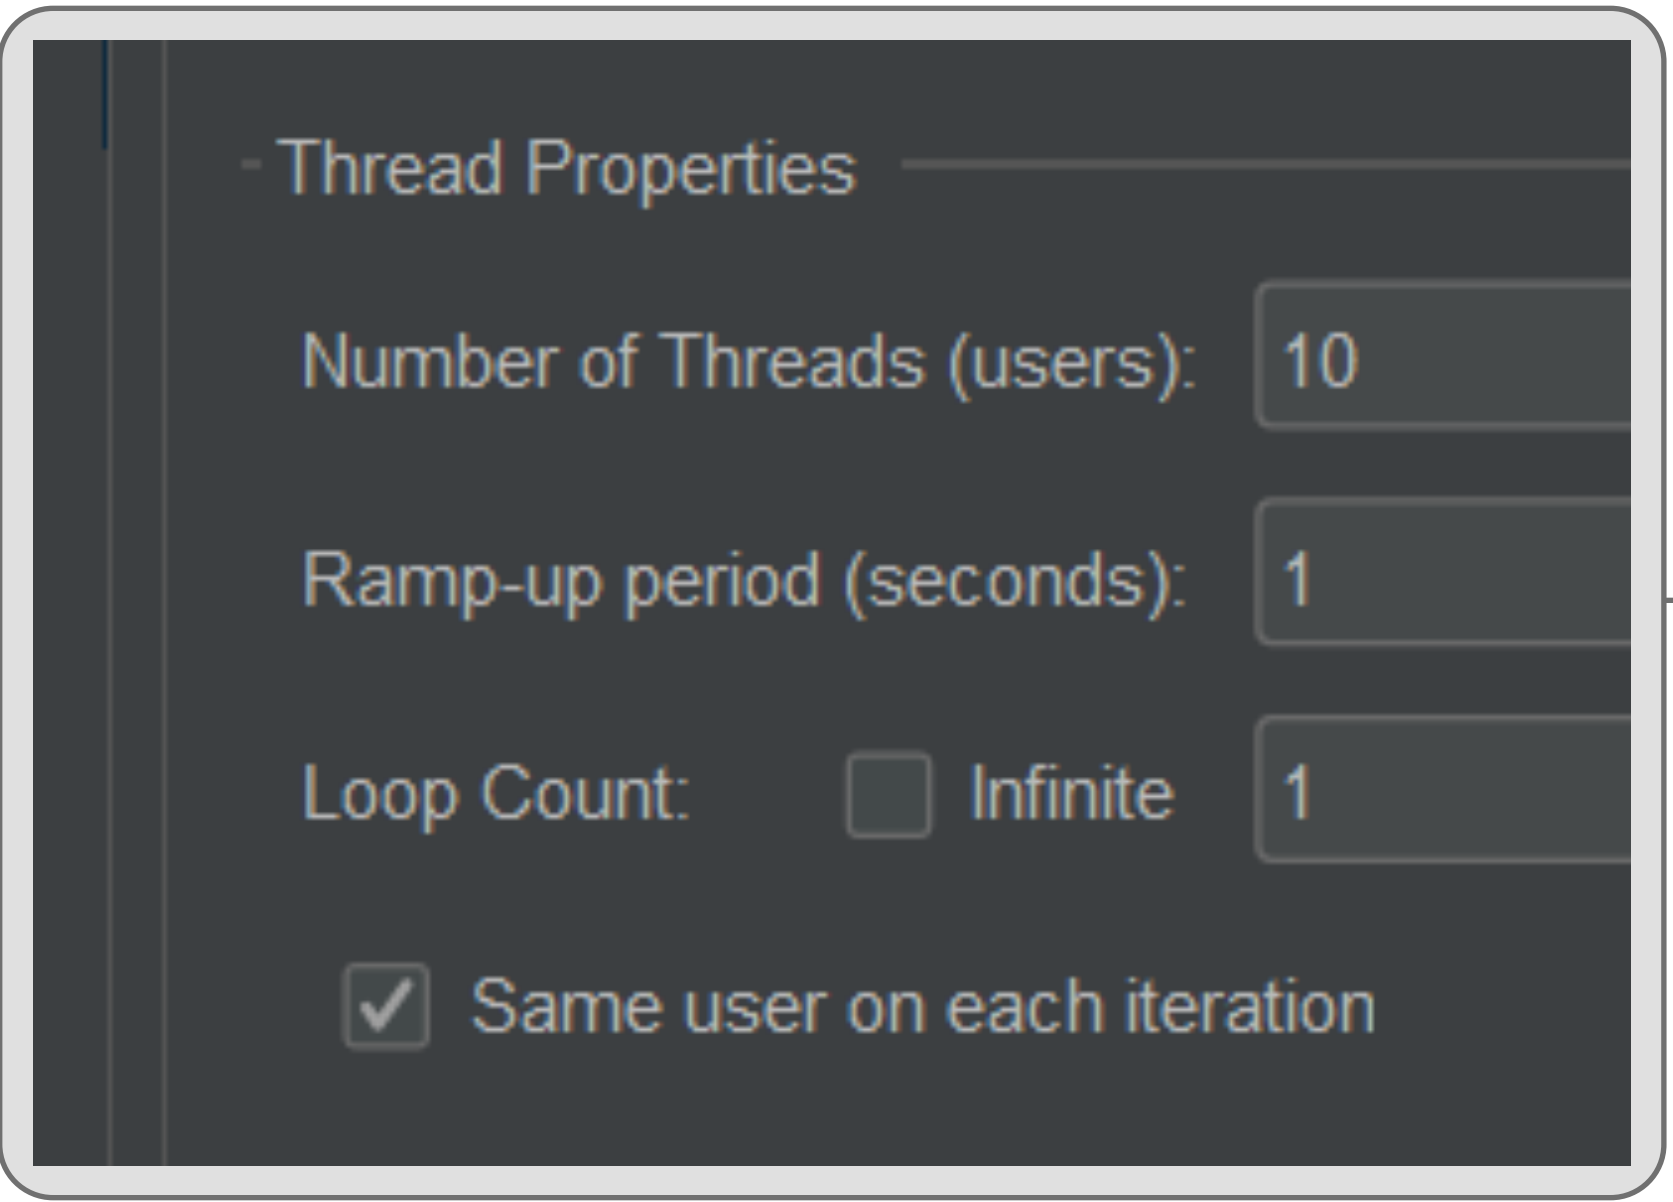 Thread Properties
Number of Threads (users): 10
Ramp-up period (seconds): 1
Loop Count: Infinite 1
Same user on each iteration